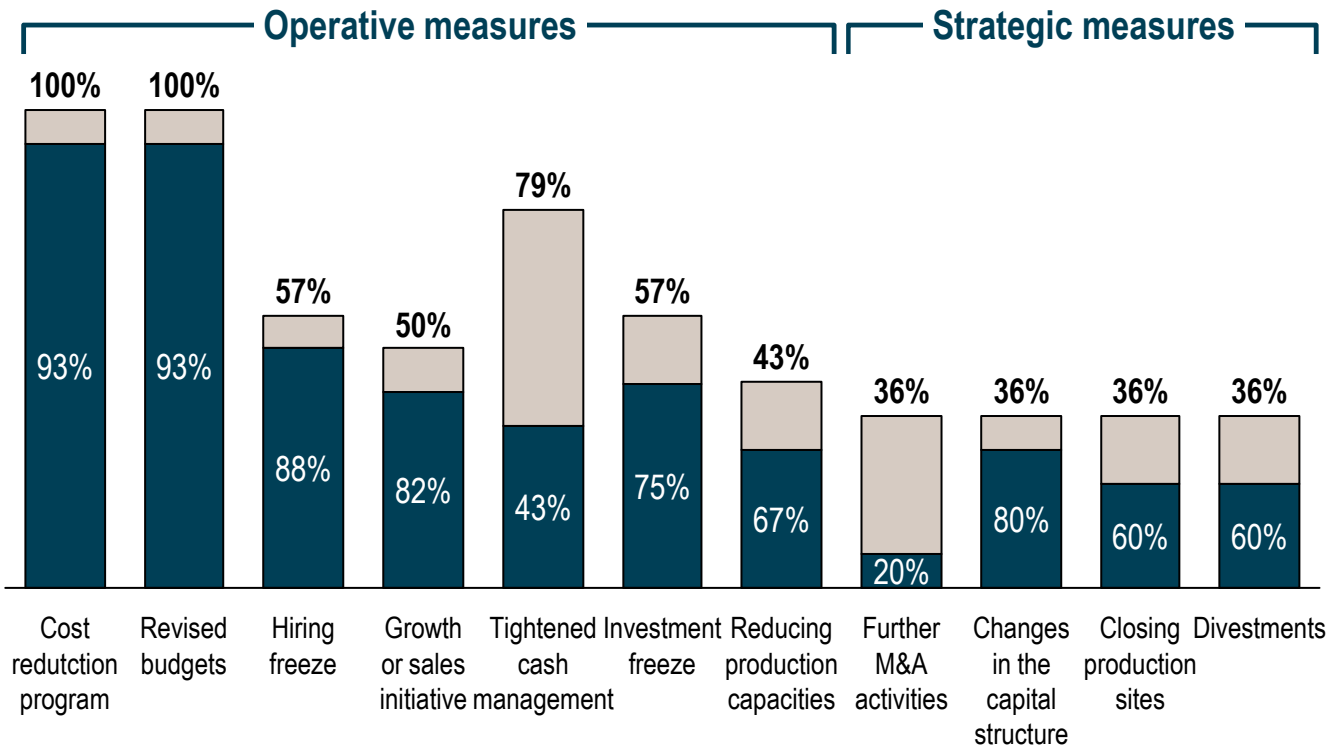 Operative measures
Strategic measures
100%
100%
57%
50%
79%
57%
43%
36%
36%
36%
36%
93%
93%
88%
82%
43%
75%
67%
20%
80%
60%
60%
Cost
redutction
program
Revised
budgets
Hiring
freeze
Growth
or sales
initiative
Tightened
cash
management
Investment
freeze
Reducing
production
capacities
Further
M&A
activities
Changes
in the
capital
structure
Closing
production
sites
Divestments